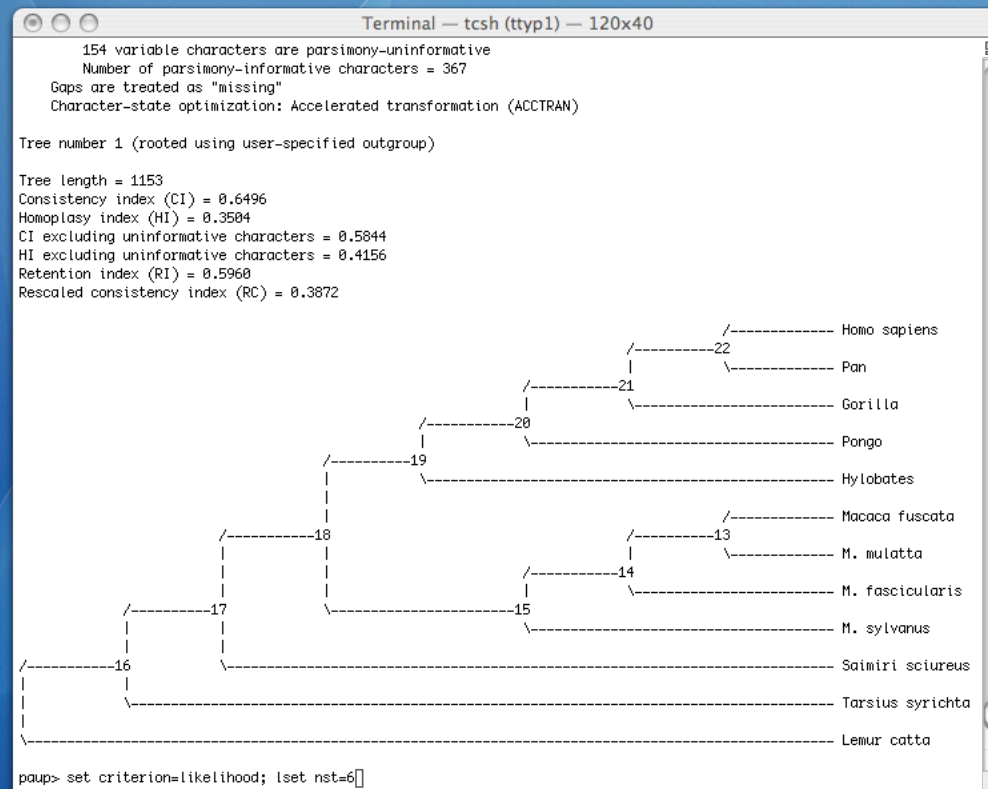 Terminal — tcsh (ttyp1) — 120x40
154 variable characters are parsimony-uninformative
Number of parsimony-informative characters = 367
Gaps are treated as "missing"
Character-state optimization: Accelerated transformation (ACCTRAN)
Tree number 1 (rooted using user-specified outgroup)
Tree length = 1153
Consistency index (CI) = 0.6496
Homoplasy index (HI) = 0.3504
CI excluding uninformative characters = 0.5844
HI excluding uninformative characters = 0.4156
Retention index (RI) = 0.5960
Rescaled consistency index (RC) = 0.3872
/------------- Homo sapiens
/----------22
| \------------- Pan
/-----------21
| \------------------------- Gorilla
/-----------20
| \------------------------------------- Pongo
/----------19
| \------------------------------------------------- Hylobates
| /------------- Macaca fuscata
/-----------18 /----------13
| | | \------------- M. mulatta
| | /-----------14
| | | \------------------------- M. fascicularis
/----------17 \----------------------15
| | \------------------------------------- M. sylvanus
/-----------16 \------------------------------------------------------------------------- Saimiri sciureus
| \------------------------------------------------------------------------------------- Tarsius syrichta
\------------------------------------------------------------------------------------------------- Lemur catta
paup> set criterion=likelihood; lset nst=6